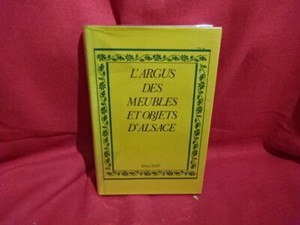 L'ARGUS
DES
MEUBLES
ET OBJETS
D'ALSACE